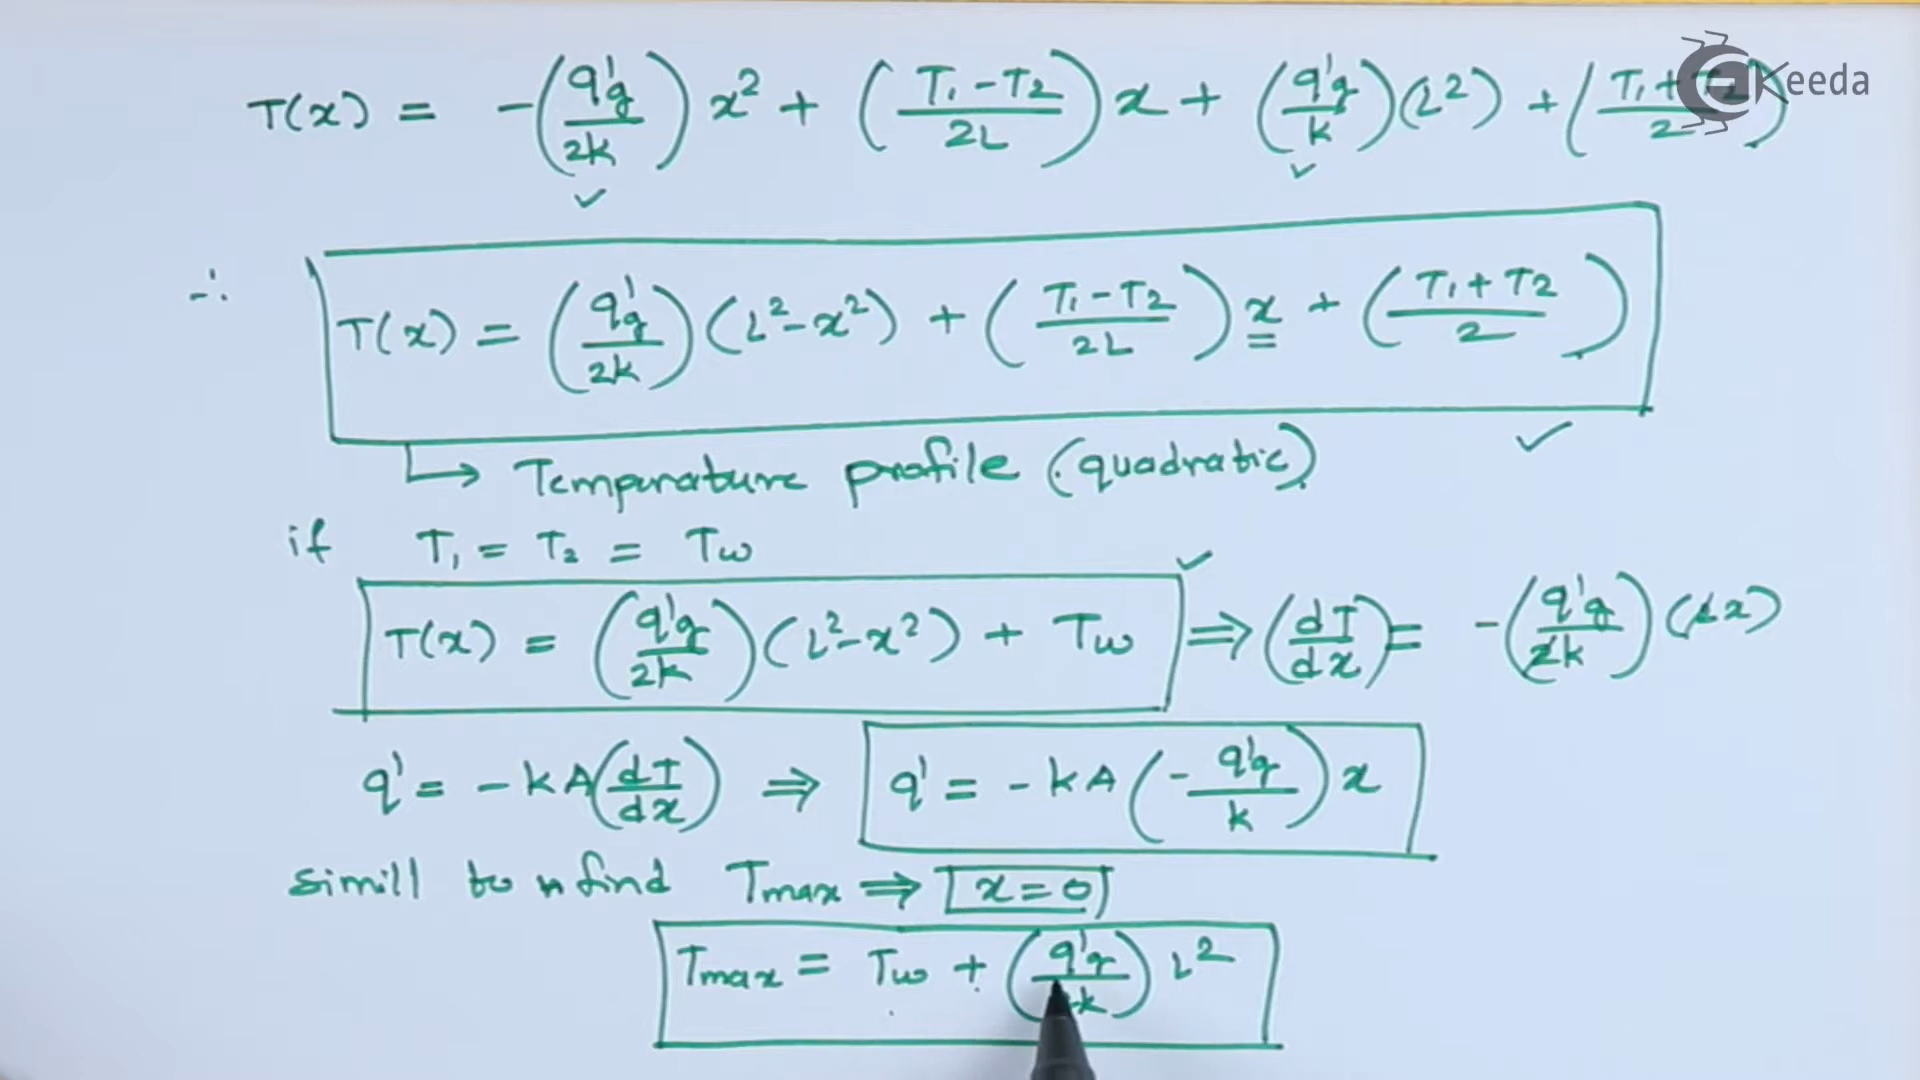 T(x) = -(q'g/2k) x² + (T₁-T₂/2L) x + (q'g/k)(L²) + (T₁+T₂/2)
eKeeda
∴ T(x) = (q'g/2k)(L²-x²) + (T₁-T₂/2L) x + (T₁+T₂/2)
↳ Temperature profile (quadratic).
if T₁ = T₂ = Tw
T(x) = (q'g/2k)(L²-x²) + Tw ⇒ (dT/dx) = -(q'g/2k)(2x)
q' = -kA(dT/dx) ⇒ q' = -kA(-q'g/k)x
simill to find Tmax ⇒ x=0
Tmax = Tw + (q'g/2k) L²